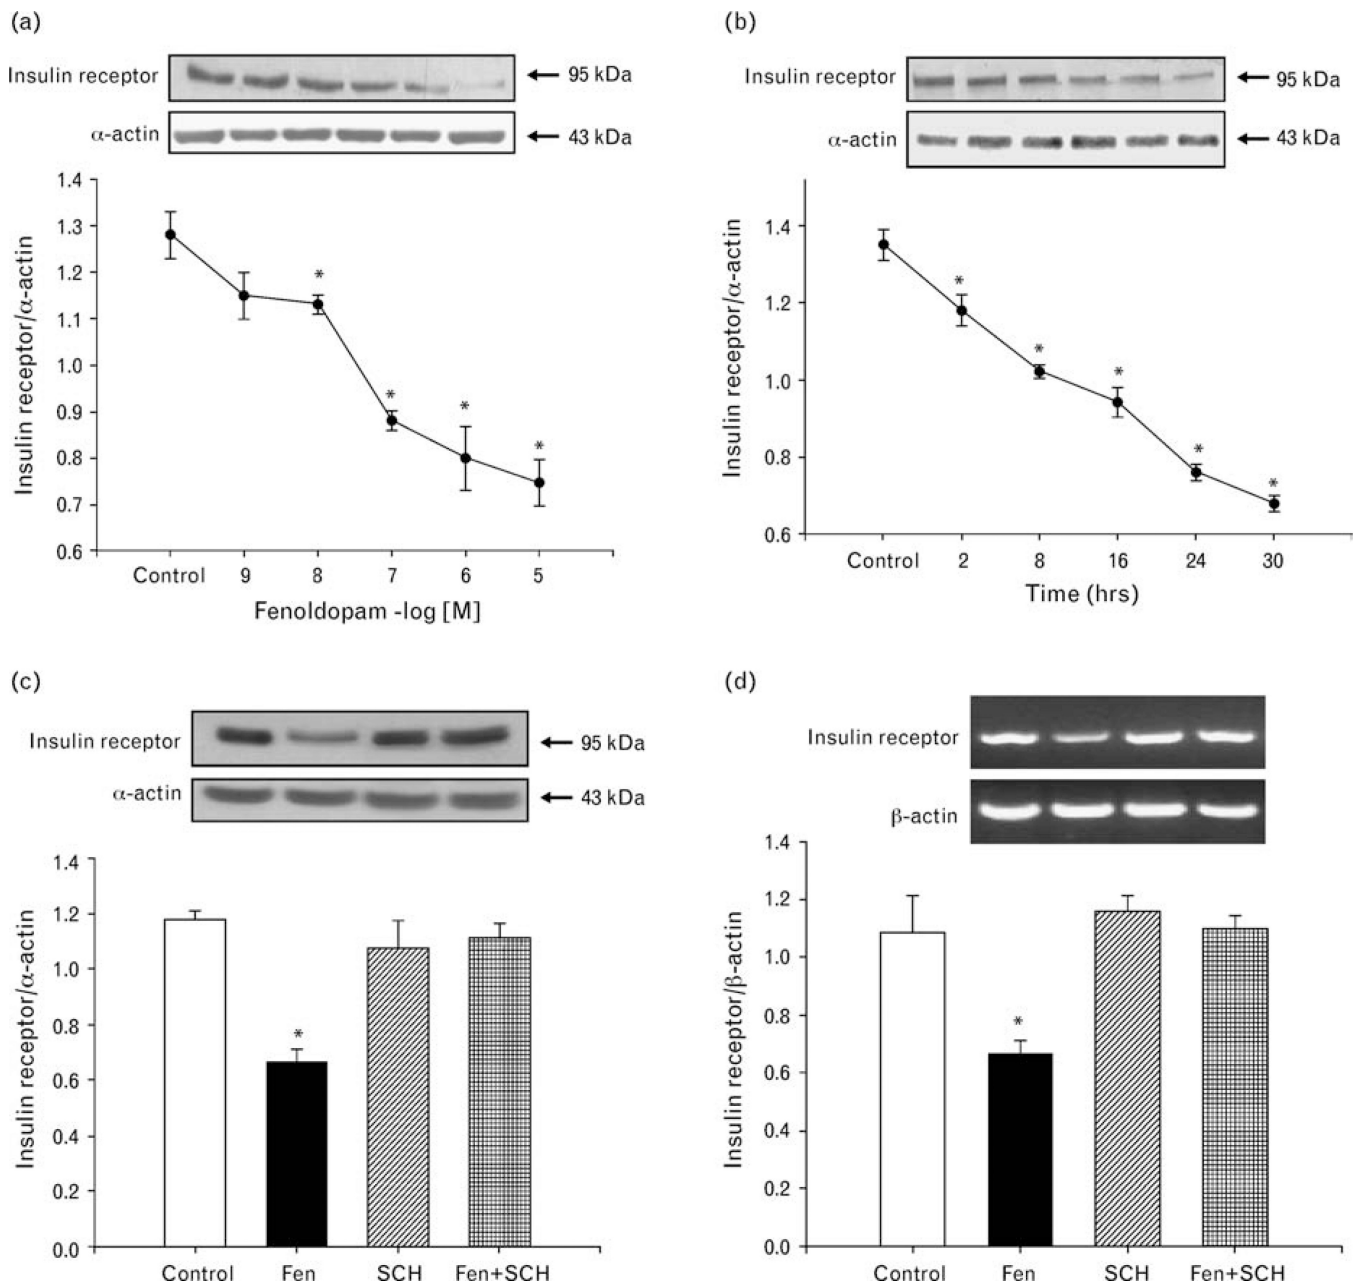 (a)
Insulin receptor
95 kDa
α-actin
43 kDa
Insulin receptor/α-actin
1.4
1.3
1.2
1.1
1.0
0.9
0.8
0.7
0.6
*
*
*
*
Control 9 8 7 6 5
Fenoldopam -log [M]
(b)
Insulin receptor
95 kDa
α-actin
43 kDa
Insulin receptor/α-actin
1.4
1.2
1.0
0.8
0.6
*
*
*
*
*
Control 2 8 16 24 30
Time (hrs)
(c)
Insulin receptor
95 kDa
α-actin
43 kDa
Insulin receptor/α-actin
1.4
1.2
1.0
0.8
0.6
0.4
0.2
0.0
*
Control Fen SCH Fen+SCH
(d)
Insulin receptor
β-actin
Insulin receptor/β-actin
1.4
1.2
1.0
0.8
0.6
0.4
0.2
0.0
*
Control Fen SCH Fen+SCH